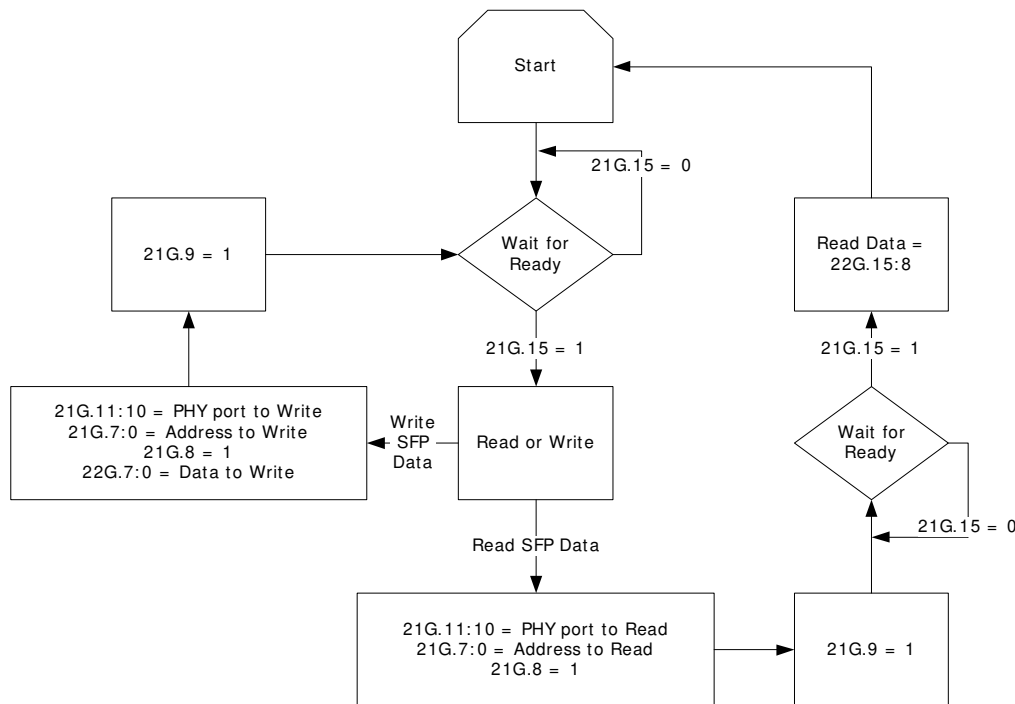 Start
21G.15 = 0
Wait for
Ready
21G.9 = 1
Read Data =
22G.15:8
21G.15 = 1
21G.15 = 1
21G.11:10 = PHY port to Write
21G.7:0 = Address to Write
21G.8 = 1
22G.7:0 = Data to Write
Write
SFP
Data
Read or Write
Wait for
Ready
21G.15 = 0
Read SFP Data
21G.11:10 = PHY port to Read
21G.7:0 = Address to Read
21G.8 = 1
21G.9 = 1